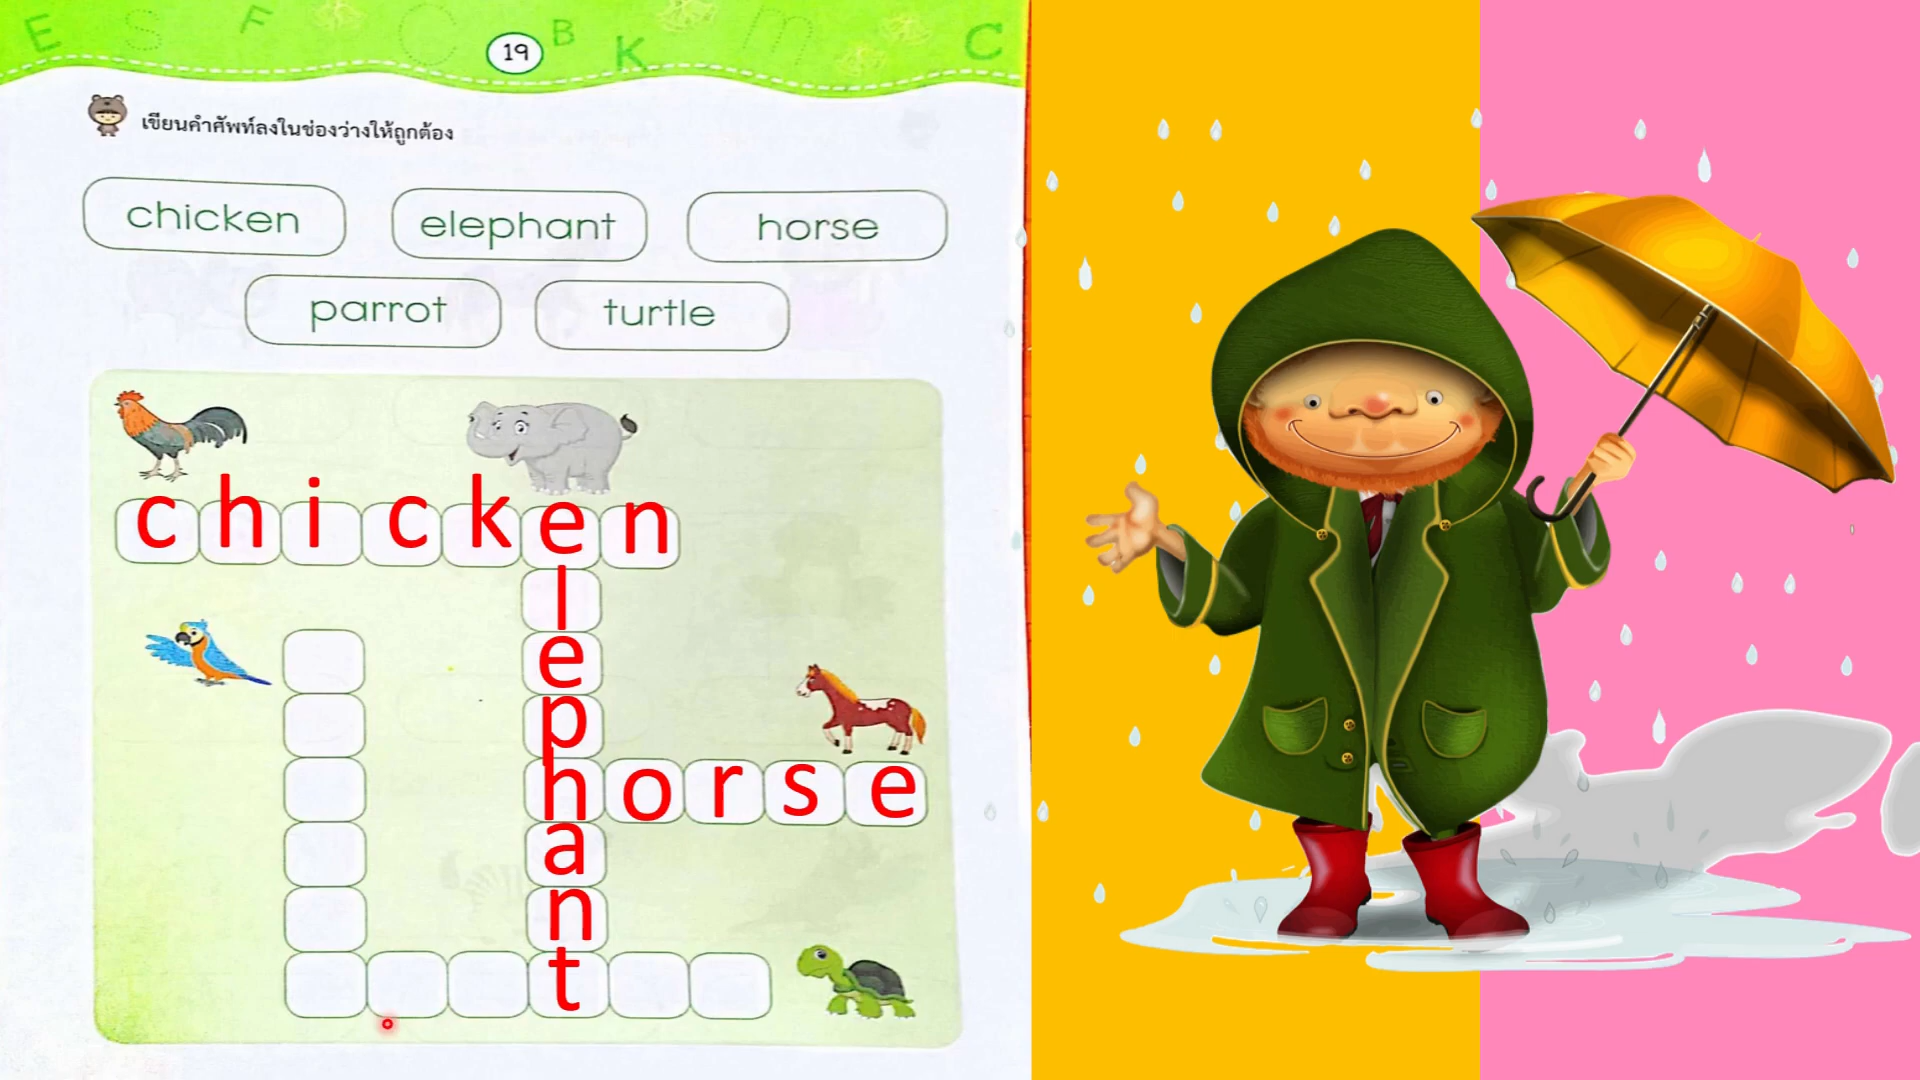 E S F C B K m C
19
เขียนคำศัพท์ลงในช่องว่างให้ถูกต้อง
chicken elephant horse
parrot turtle
chicken
l
e
p
horse
a
n
t